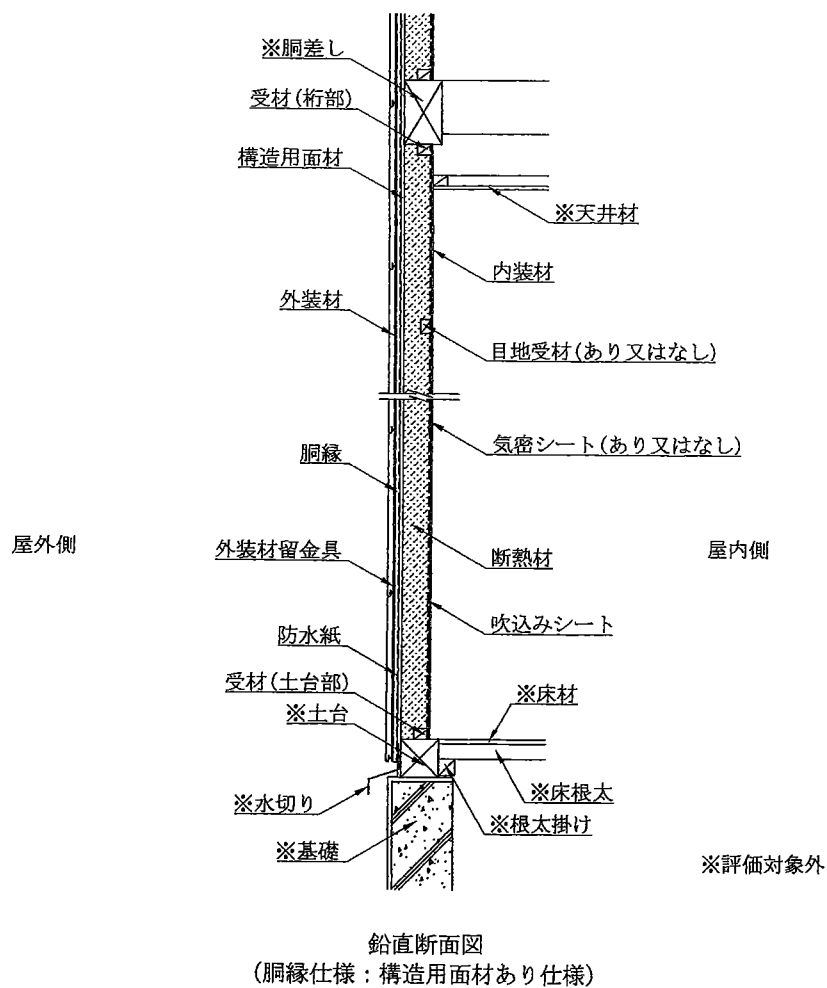 ※胴差し
受材(桁部)
構造用面材
※天井材
内装材
外装材
目地受材(あり又はなし)
気密シート(あり又はなし)
胴縁
屋外側
外装材留金具
断熱材
屋内側
吹込みシート
防水紙
受材(土台部)
※床材
※土台
※床根太
※水切り
※根太掛け
※基礎
※評価対象外
鉛直断面図
(胴縁仕様：構造用面材あり仕様)